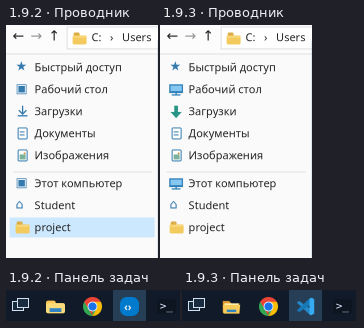 1.9.2 · Проводник
C: › Users
Быстрый доступ
Рабочий стол
Загрузки
Документы
Изображения
Этот компьютер
Student
project
1.9.3 · Проводник
C: › Users
Быстрый доступ
Рабочий стол
Загрузки
Документы
Изображения
Этот компьютер
Student
project
1.9.2 · Панель задач
1.9.3 · Панель задач